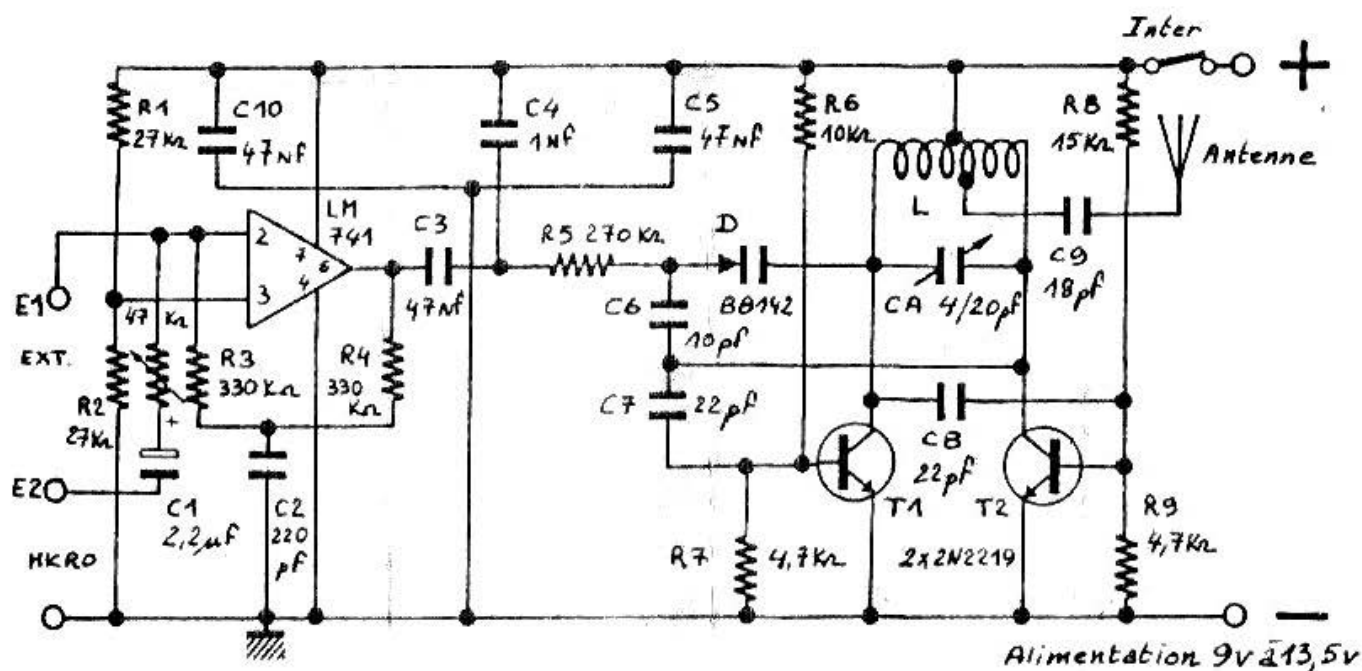 Inter
+
R1
27KΩ
C10
47Nf
C4
1Nf
C5
47Nf
R6
10KΩ
R8
15KΩ
Antenne
LM
741
2
7
6
4
3
C3
47Nf
R5 270KΩ
D
BB142
L
CA 4/20pf
C9
18pf
E1
47 KΩ
EXT.
R2
27KΩ
R3
330KΩ
R4
330
KΩ
C6
10pf
C7
22pf
C8
22pf
+
E2
C1
2,2µf
C2
220
pf
T1
T2
R9
4,7KΩ
MKRO
R7
4,7KΩ
2x2N2219
−
Alimentation 9v à 13,5v